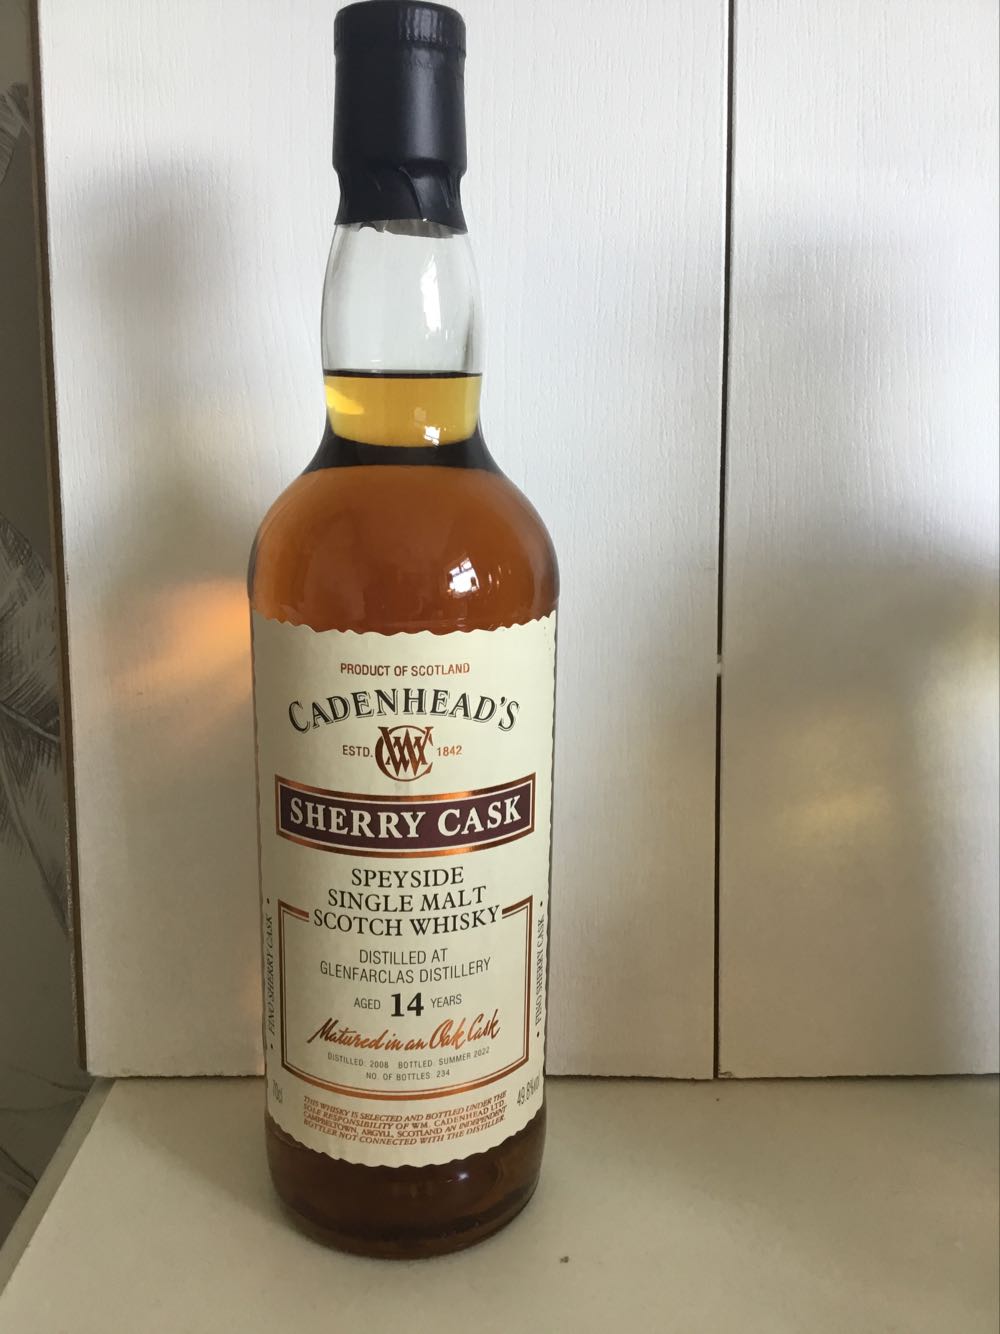 PRODUCT OF SCOTLAND
CADENHEAD'S
ESTD. WC 1842
SHERRY CASK
SPEYSIDE
SINGLE MALT
SCOTCH WHISKY
DISTILLED AT
GLENFARCLAS DISTILLERY
AGED 14 YEARS
Matured in an Oak Cask
DISTILLED: 2008 BOTTLED: SUMMER 2022
NO. OF BOTTLES: 234
70cl
49.8%vol
THIS WHISKY IS SELECTED AND BOTTLED UNDER THE
SOLE RESPONSIBILITY OF WM. CADENHEAD LTD.
CAMPBELTOWN, ARGYLL, SCOTLAND AN INDEPENDENT
BOTTLER NOT CONNECTED WITH THE DISTILLER.
• FINO SHERRY CASK •
• FINO SHERRY CASK •